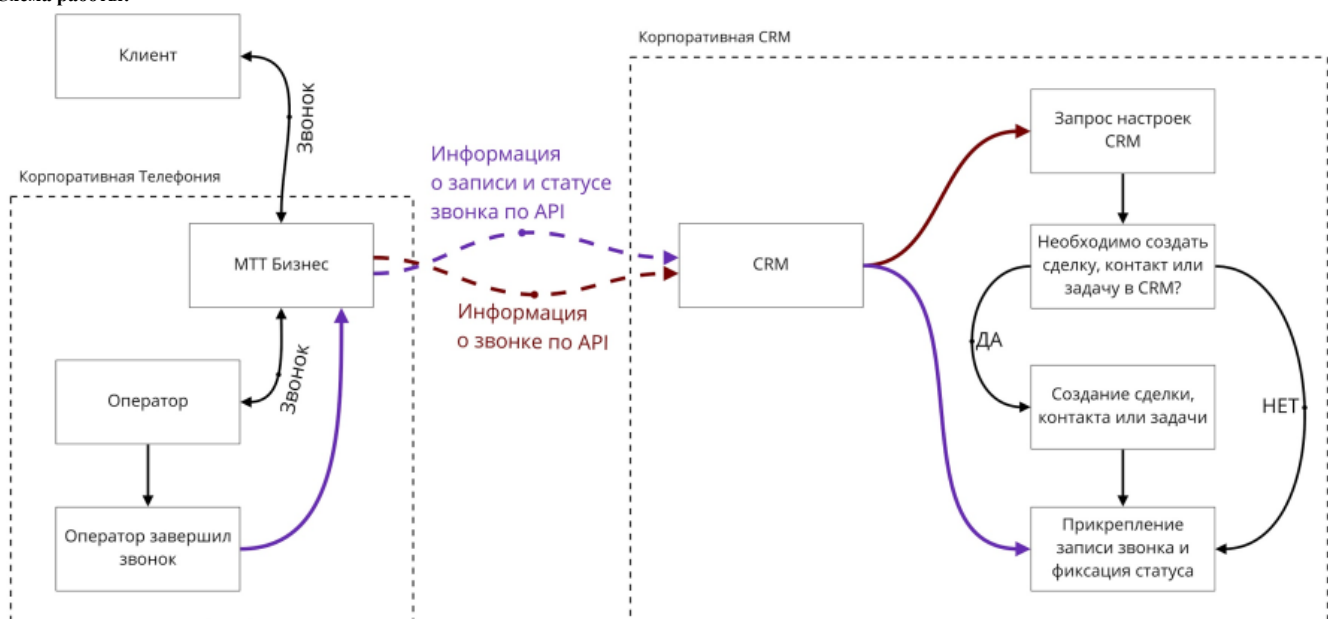 Схема работы:
Корпоративная CRM
Клиент
Звонок
Запрос настроек
CRM
Информация
о записи и статусе
звонка по API
Корпоративная Телефония
МТТ Бизнес
CRM
Необходимо создать
сделку, контакт или
задачу в CRM?
Информация
о звонке по API
ДА
Звонок
Оператор
Создание сделки,
контакта или задачи
НЕТ
Оператор завершил
звонок
Прикрепление
записи звонка и
фиксация статуса